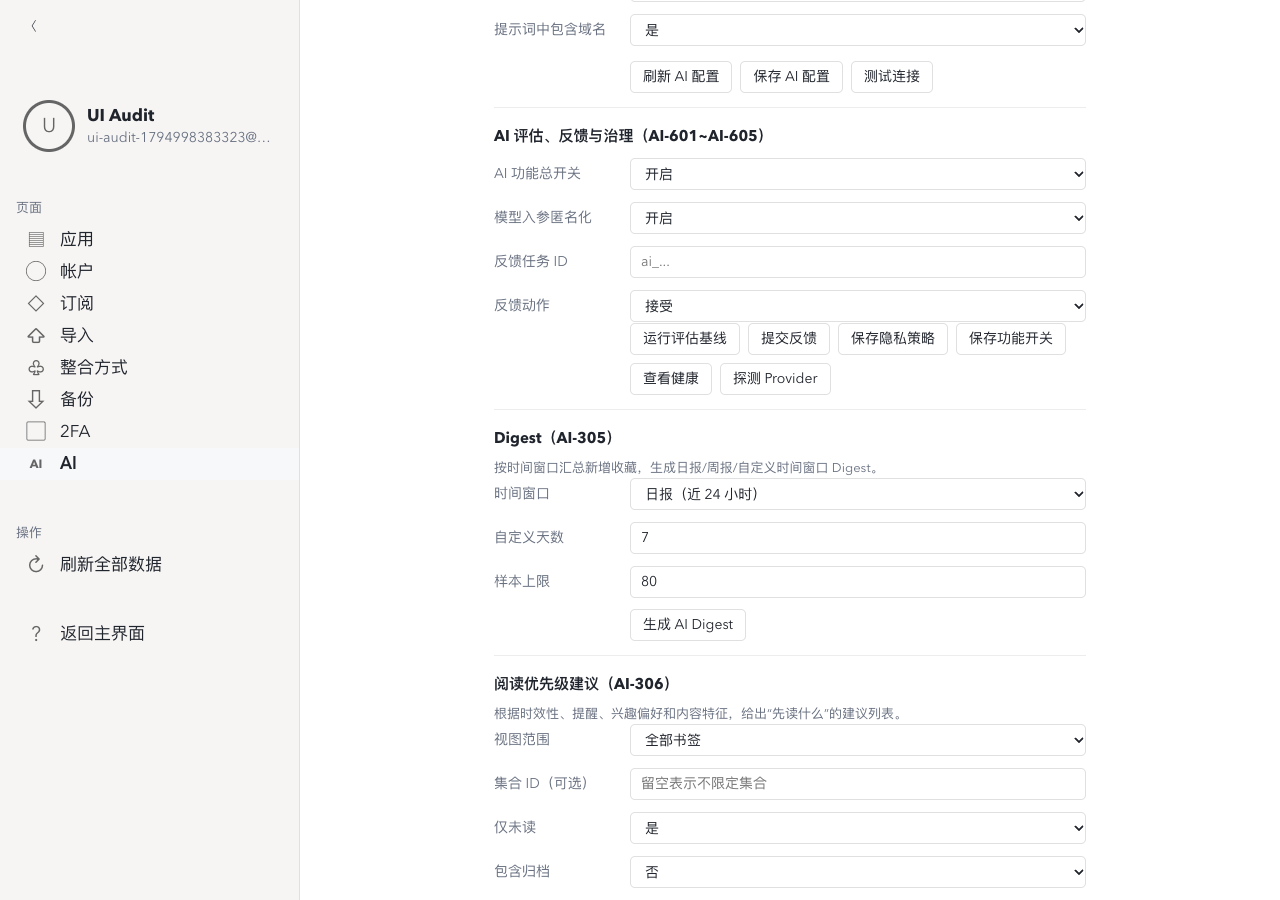 〈
U
UI Audit
ui-audit-1794998383323@...
页面
应用
帐户
订阅
导入
整合方式
备份
2FA
AI AI
操作
刷新全部数据
? 返回主界面
提示词中包含域名 是
刷新 AI 配置 保存 AI 配置 测试连接
AI 评估、反馈与治理（AI-601~AI-605）
AI 功能总开关 开启
模型入参匿名化 开启
反馈任务 ID ai_...
反馈动作 接受
运行评估基线 提交反馈 保存隐私策略 保存功能开关
查看健康 探测 Provider
Digest（AI-305）
按时间窗口汇总新增收藏，生成日报/周报/自定义时间窗口 Digest。
时间窗口 日报（近 24 小时）
自定义天数 7
样本上限 80
生成 AI Digest
阅读优先级建议（AI-306）
根据时效性、提醒、兴趣偏好和内容特征，给出“先读什么”的建议列表。
视图范围 全部书签
集合 ID（可选） 留空表示不限定集合
仅未读 是
包含归档 否